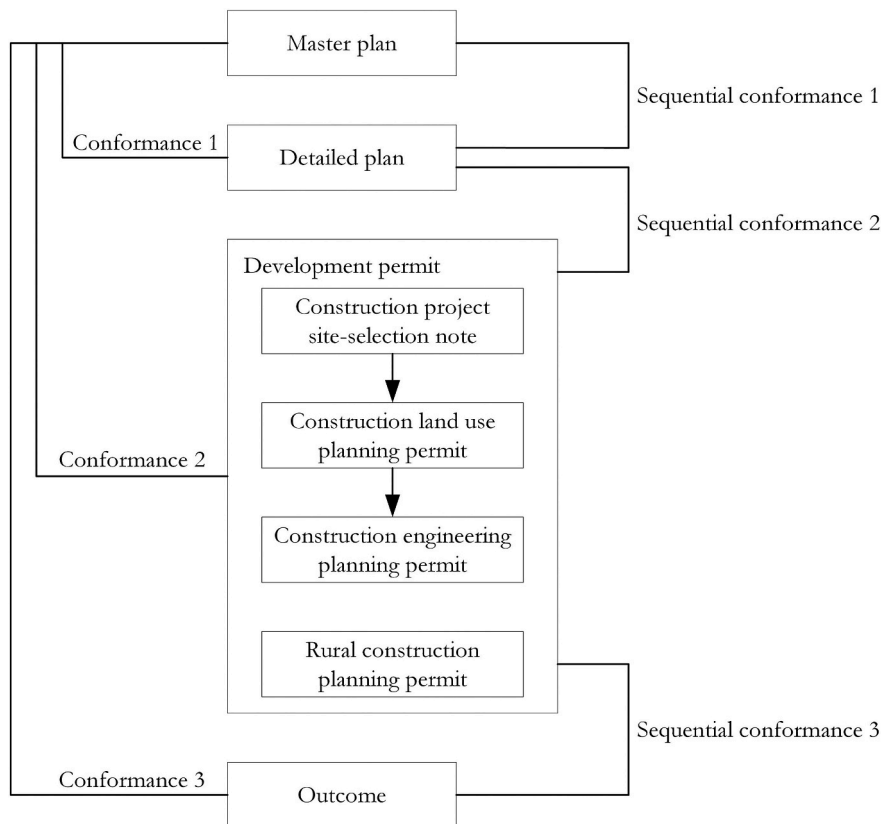 Master plan
Sequential conformance 1
Conformance 1
Detailed plan
Sequential conformance 2
Development permit
Construction project
site-selection note
Construction land use
planning permit
Conformance 2
Construction engineering
planning permit
Rural construction
planning permit
Sequential conformance 3
Conformance 3
Outcome